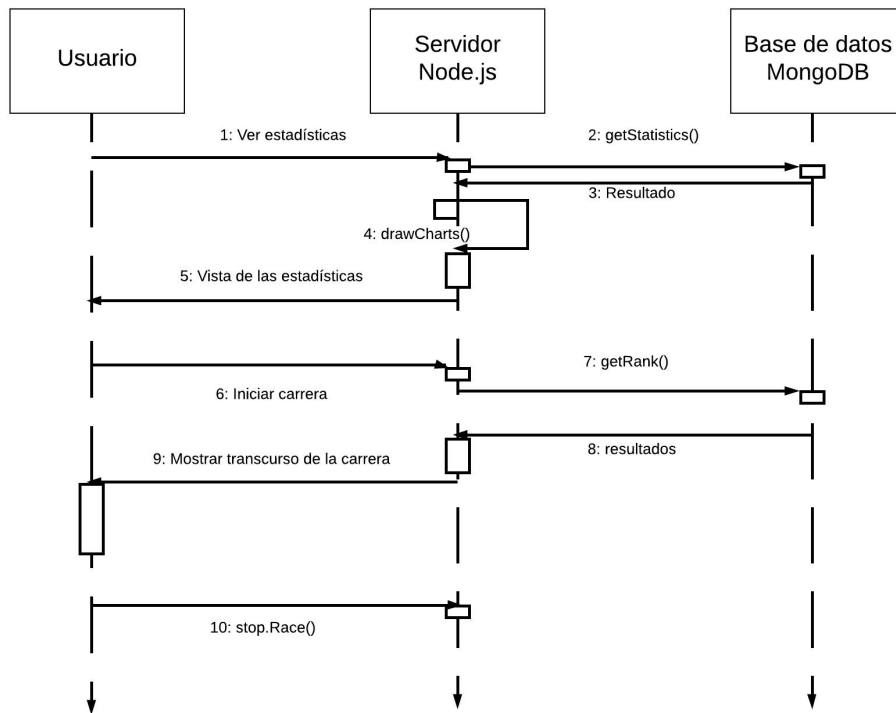 Usuario
Servidor
Node.js
Base de datos
MongoDB
1: Ver estadísticas
2: getStatistics()
3: Resultado
4: drawCharts()
5: Vista de las estadísticas
6: Iniciar carrera
7: getRank()
8: resultados
9: Mostrar transcurso de la carrera
10: stop.Race()